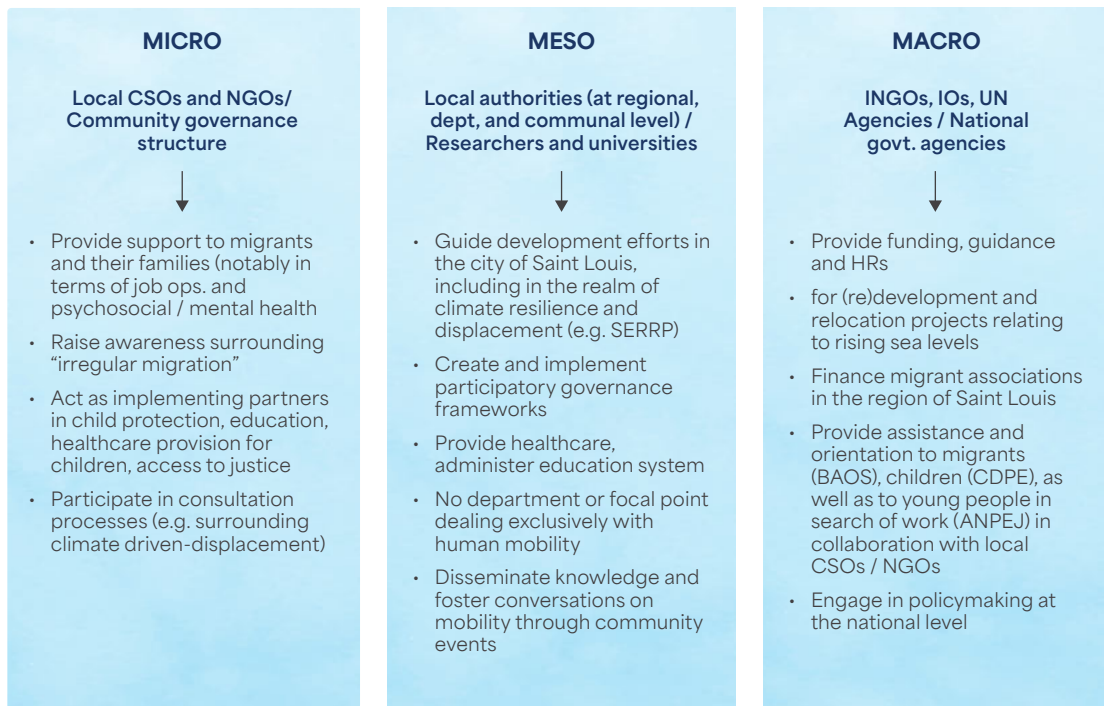 MICRO
Local CSOs and NGOs/
Community governance
structure
• Provide support to migrants
and their families (notably in
terms of job ops. and
psychosocial / mental health
• Raise awareness surrounding
“irregular migration”
• Act as implementing partners
in child protection, education,
healthcare provision for
children, access to justice
• Participate in consultation
processes (e.g. surrounding
climate driven-displacement)
MESO
Local authorities (at regional,
dept, and communal level) /
Researchers and universities
• Guide development efforts in
the city of Saint Louis,
including in the realm of
climate resilience and
displacement (e.g. SERRP)
• Create and implement
participatory governance
frameworks
• Provide healthcare,
administer education system
• No department or focal point
dealing exclusively with
human mobility
• Disseminate knowledge and
foster conversations on
mobility through community
events
MACRO
INGOs, IOs, UN
Agencies / National
govt. agencies
• Provide funding, guidance
and HRs
• for (re)development and
relocation projects relating
to rising sea levels
• Finance migrant associations
in the region of Saint Louis
• Provide assistance and
orientation to migrants
(BAOS), children (CDPE), as
well as to young people in
search of work (ANPEJ) in
collaboration with local
CSOs / NGOs
• Engage in policymaking at
the national level